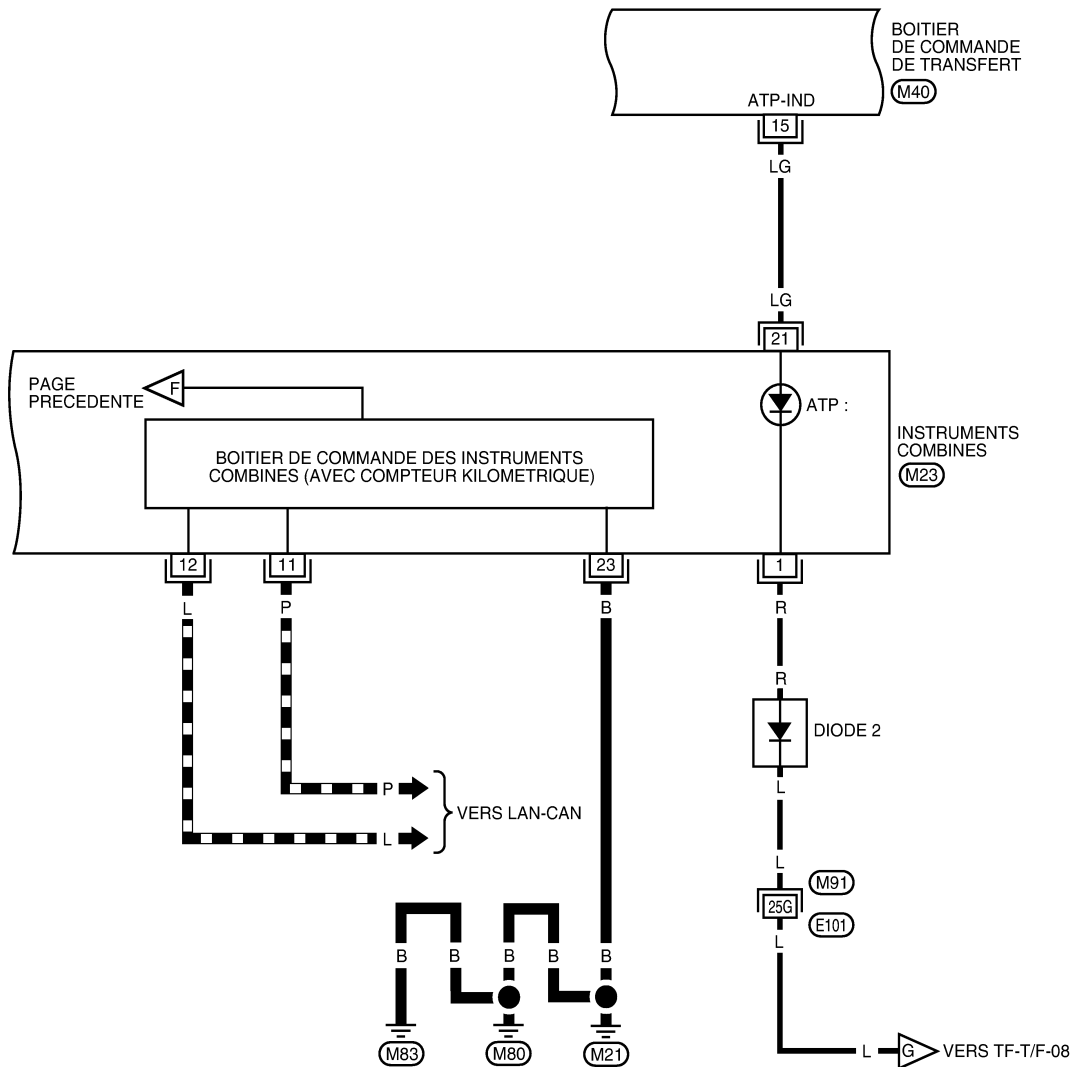 BOITIER
DE COMMANDE
DE TRANSFERT
M40
ATP-IND
15
LG
LG
21
PAGE
PRECEDENTE
F
ATP :
BOITIER DE COMMANDE DES INSTRUMENTS
COMBINES (AVEC COMPTEUR KILOMETRIQUE)
INSTRUMENTS
COMBINES
M23
12
11
23
1
L
P
B
R
R
DIODE 2
L
P
VERS LAN-CAN
L
L
M91
25G
E101
B
B
B
B
B
L
M83
M80
M21
L
G
VERS TF-T/F-08